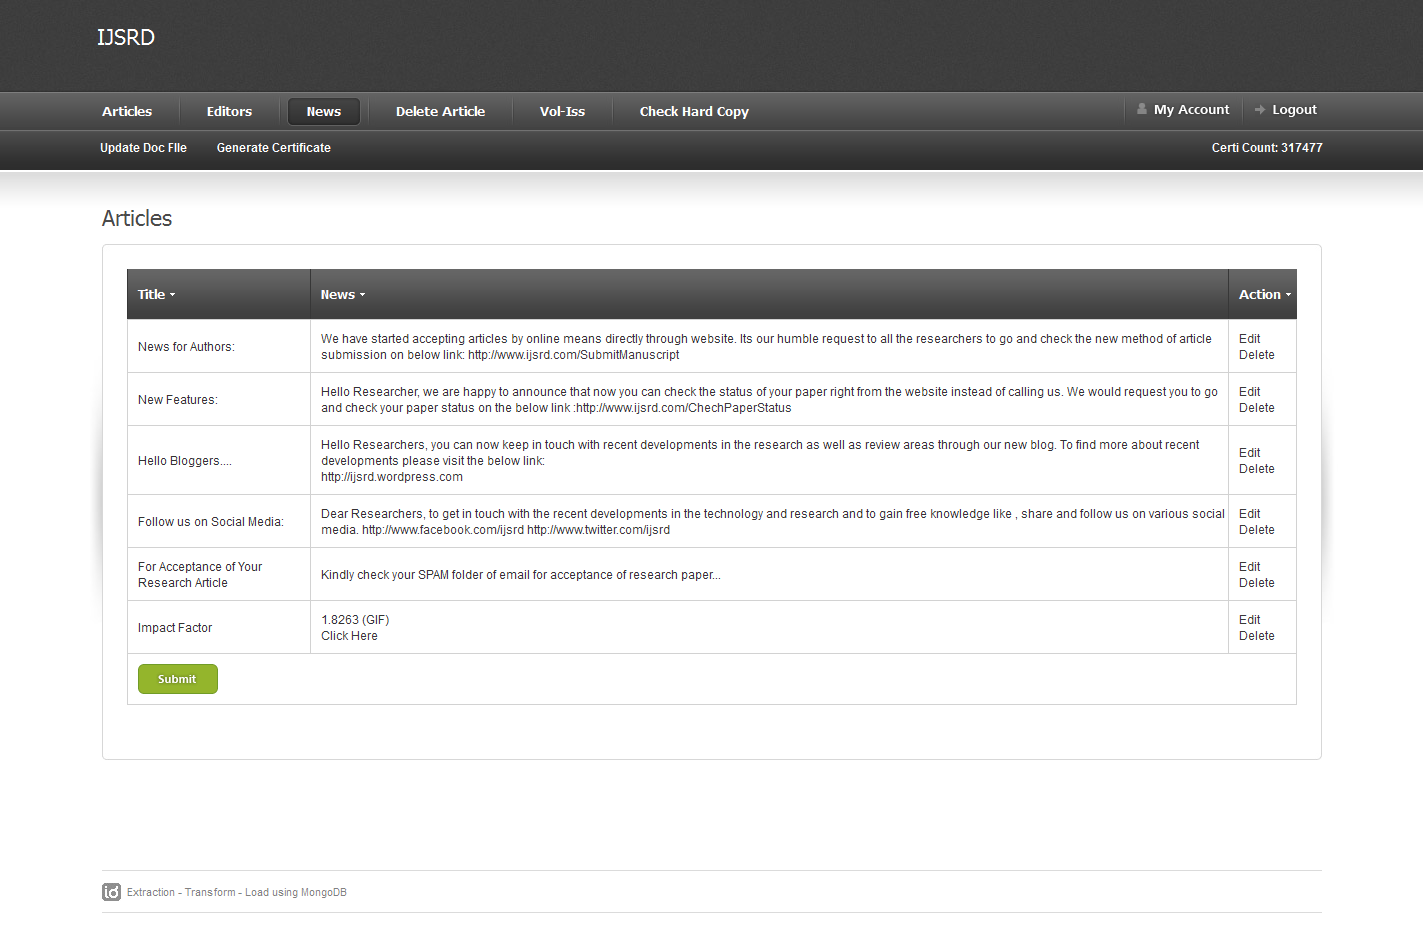 IJSRD
Articles
Editors
News
Delete Article
Vol-Iss
Check Hard Copy
My Account
Logout
Update Doc FIle
Generate Certificate
Certi Count: 317477
Articles
Title
News
Action
News for Authors:
We have started accepting articles by online means directly through website. Its our humble request to all the researchers to go and check the new method of article
submission on below link: http://www.ijsrd.com/SubmitManuscript
Edit
Delete
New Features:
Hello Researcher, we are happy to announce that now you can check the status of your paper right from the website instead of calling us. We would request you to go
and check your paper status on the below link :http://www.ijsrd.com/ChechPaperStatus
Edit
Delete
Hello Bloggers....
Hello Researchers, you can now keep in touch with recent developments in the research as well as review areas through our new blog. To find more about recent
developments please visit the below link:
http://ijsrd.wordpress.com
Edit
Delete
Follow us on Social Media:
Dear Researchers, to get in touch with the recent developments in the technology and research and to gain free knowledge like , share and follow us on various social
media. http://www.facebook.com/ijsrd http://www.twitter.com/ijsrd
Edit
Delete
For Acceptance of Your
Research Article
Kindly check your SPAM folder of email for acceptance of research paper...
Edit
Delete
Impact Factor
1.8263 (GIF)
Click Here
Edit
Delete
Submit
id Extraction - Transform - Load using MongoDB